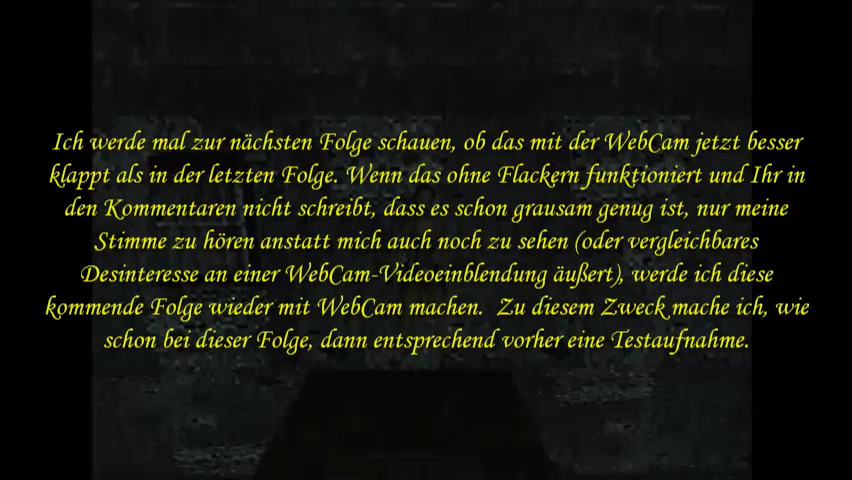 Ich werde mal zur nächsten Folge schauen, ob das mit der WebCam jetzt besser
klappt als in der letzten Folge. Wenn das ohne Flackern funktioniert und Ihr in
den Kommentaren nicht schreibt, dass es schon grausam genug ist, nur meine
Stimme zu hören anstatt mich auch noch zu sehen (oder vergleichbares
Desinteresse an einer WebCam-Videoeinblendung äußert), werde ich diese
kommende Folge wieder mit WebCam machen. Zu diesem Zweck mache ich, wie
schon bei dieser Folge, dann entsprechend vorher eine Testaufnahme.